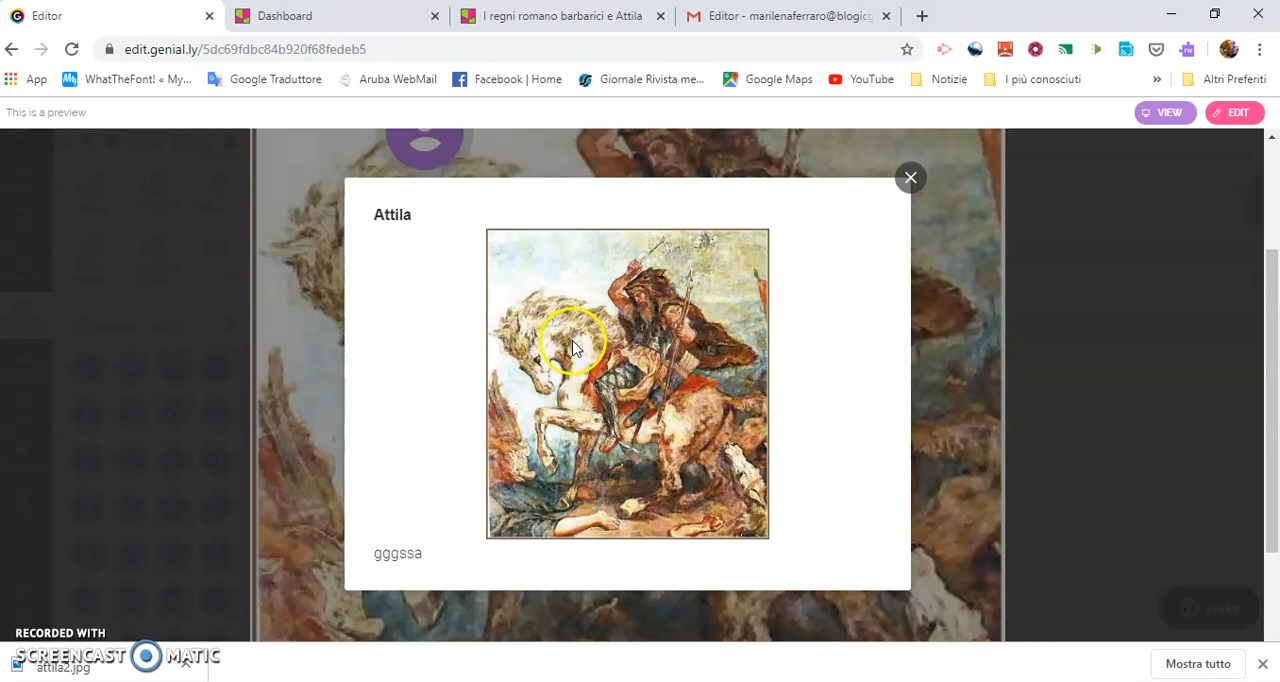 Editor
Dashboard
I regni romano barbarici e Attila
Editor - marilenaferraro@blogicg
edit.genial.ly/5dc69fdbc84b920f68fedeb5
App
WhatTheFont! « My...
Google Traduttore
Aruba WebMail
Facebook | Home
Giornale Rivista me...
Google Maps
YouTube
Notizie
I più conosciuti
»
Altri Preferiti
This is a preview
VIEW
EDIT
Attila
gggssa
RECORDED WITH
SCREENCAST MATIC
attila2.jpg
Mostra tutto